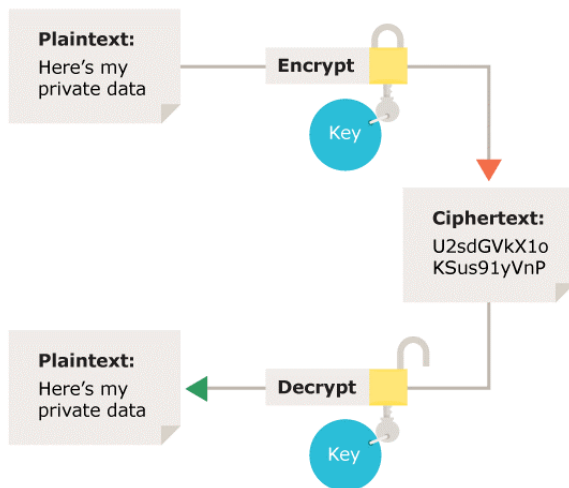 Plaintext:
Here’s my
private data
Encrypt
Key
Ciphertext:
U2sdGVkX1o
KSus91yVnP
Plaintext:
Here’s my
private data
Decrypt
Key